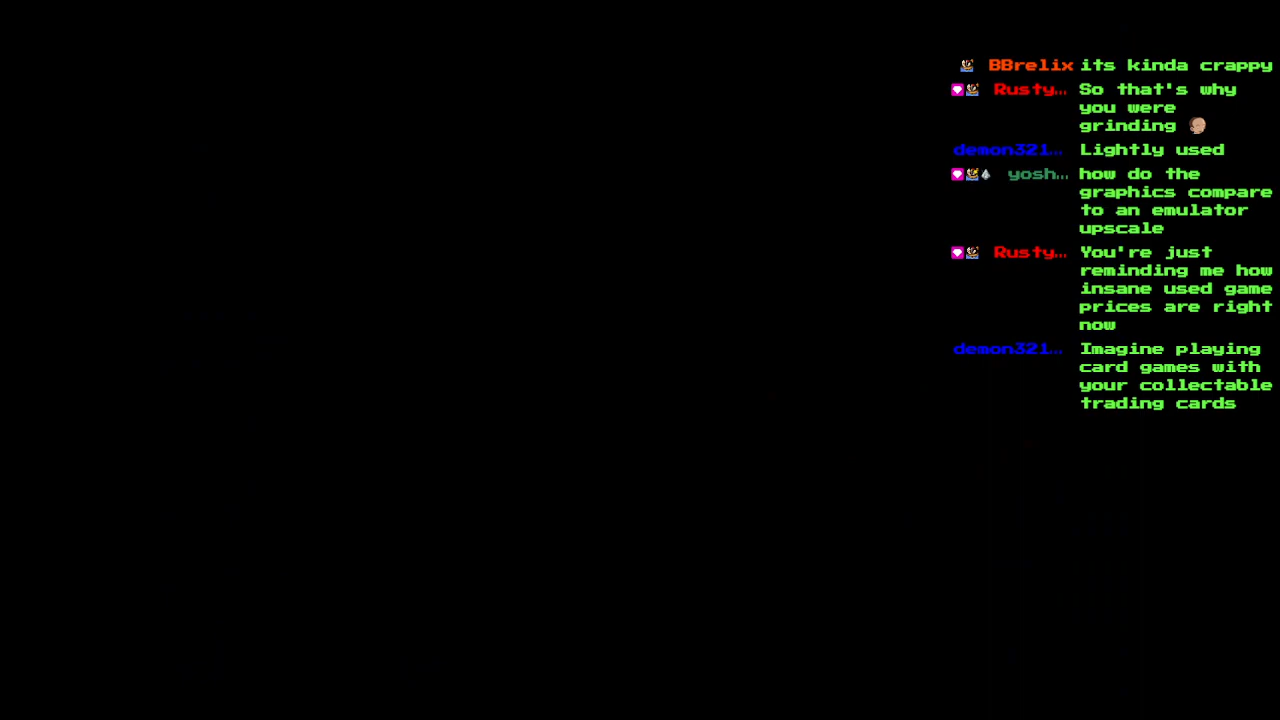 BBrelix its kinda crappy
Rusty... So that's why
you were
grinding
demon321... Lightly used
yosh... how do the
graphics compare
to an emulator
upscale
Rusty... You're just
reminding me how
insane used game
prices are right
now
demon321... Imagine playing
card games with
your collectable
trading cards